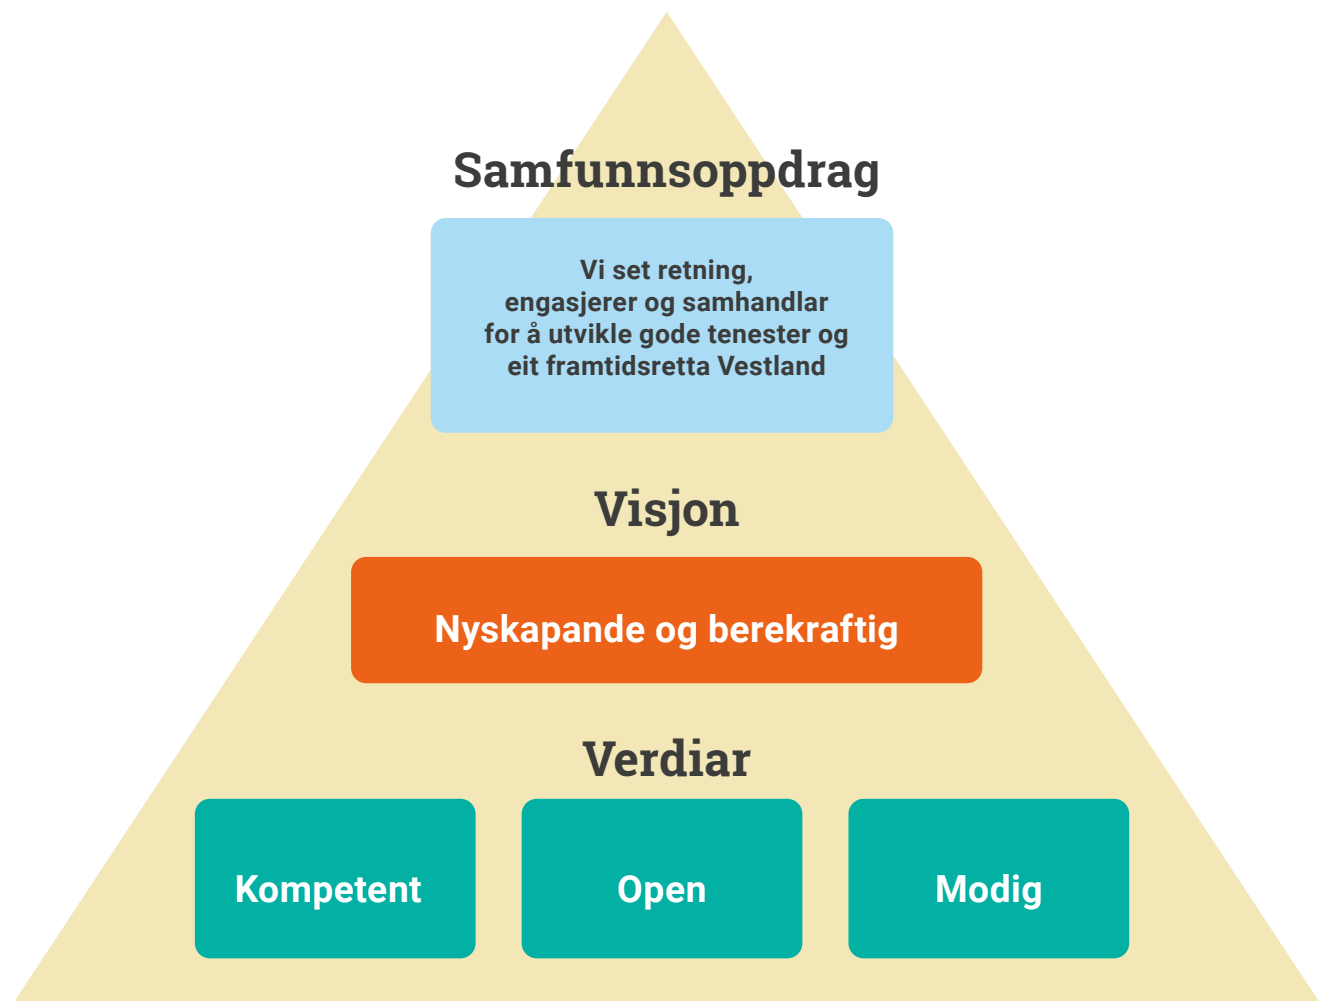 Samfunnsoppdrag
Vi set retning,
engasjerer og samhandlar
for å utvikle gode tenester og
eit framtidsretta Vestland
Visjon
Nyskapande og berekraftig
Verdiar
Kompetent
Open
Modig